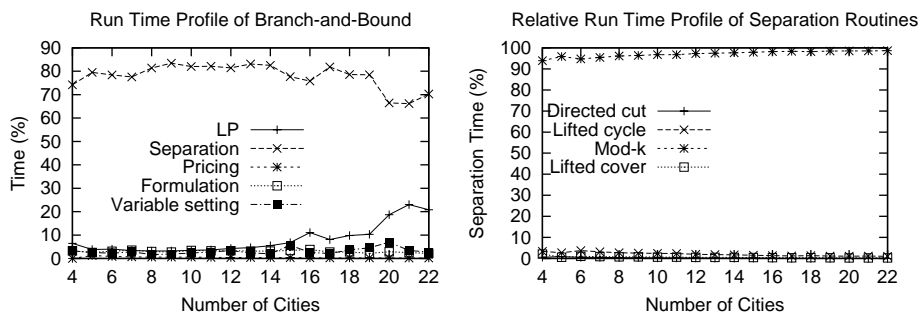 Run Time Profile of Branch-and-Bound
90
80
70
60
50
40
30
20
10
0
Time (%)
LP
Separation
Pricing
Formulation
Variable setting
4 6 8 10 12 14 16 18 20 22
Number of Cities
Relative Run Time Profile of Separation Routines
100
90
80
70
60
50
40
30
20
10
0
Separation Time (%)
Directed cut
Lifted cycle
Mod-k
Lifted cover
4 6 8 10 12 14 16 18 20 22
Number of Cities